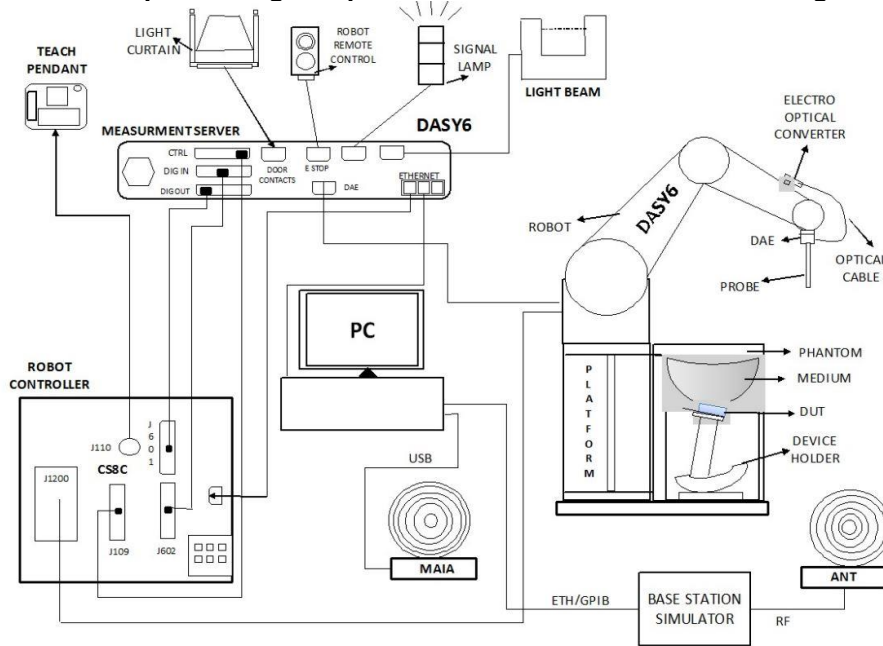 LIGHT
CURTAIN
ROBOT
REMOTE
CONTROL
SIGNAL
LAMP
LIGHT BEAM
TEACH
PENDANT
MEASURMENT SERVER
DASY6
CTRL
DIG IN
DIG OUT
DOOR
CONTACTS
E STOP
DAE
ETHERNET
ELECTRO
OPTICAL
CONVERTER
ROBOT
DASY6
DAE
OPTICAL
CABLE
PROBE
PC
PLATFORM
PHANTOM
MEDIUM
DUT
DEVICE
HOLDER
ROBOT
CONTROLLER
J110
J601
CS8C
J1200
J109
J602
USB
MAIA
ETH/GPIB
BASE STATION
SIMULATOR
RF
ANT